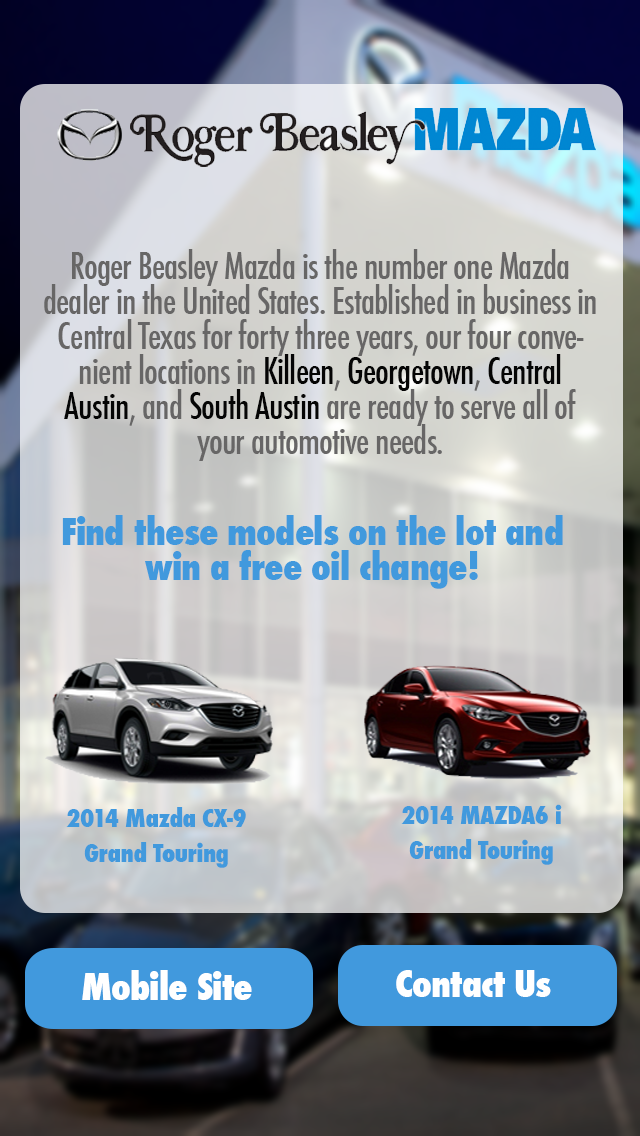 Roger Beasley MAZDA
mazda
Roger Beasley Mazda is the number one Mazda
dealer in the United States. Established in business in
Central Texas for forty three years, our four conve-
nient locations in Killeen, Georgetown, Central
Austin, and South Austin are ready to serve all of
your automotive needs.
Find these models on the lot and
win a free oil change!
2014 Mazda CX-9
Grand Touring
2014 MAZDA6 i
Grand Touring
Mobile Site
Contact Us